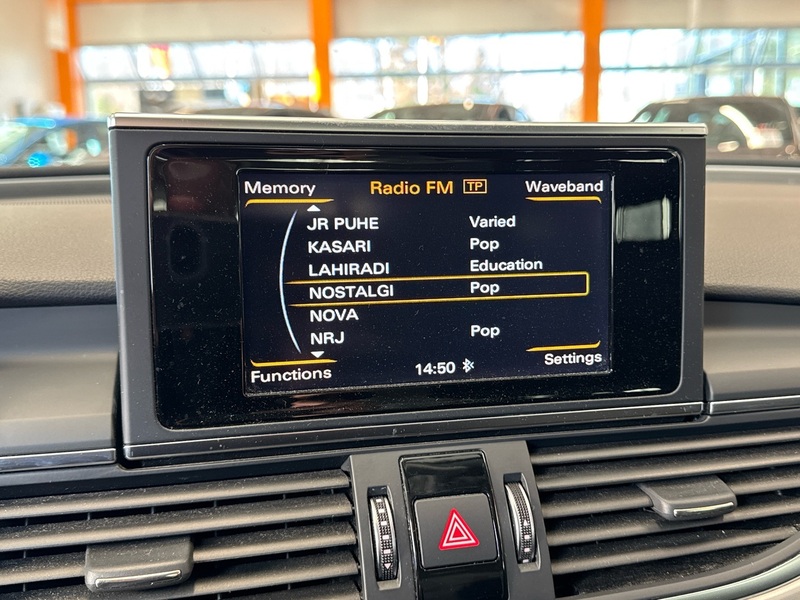 Memory Radio FM TP Waveband
JR PUHE Varied
KASARI Pop
LAHIRADI Education
NOSTALGI Pop
NOVA
NRJ Pop
Functions 14:50 Settings